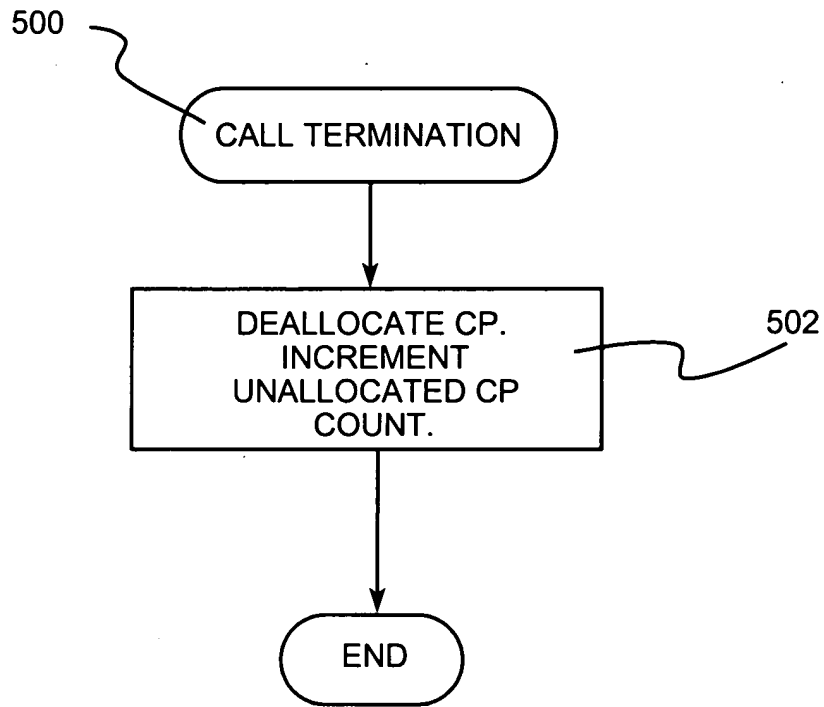 500
CALL TERMINATION
DEALLOCATE CP.
INCREMENT
UNALLOCATED CP
COUNT.
502
END